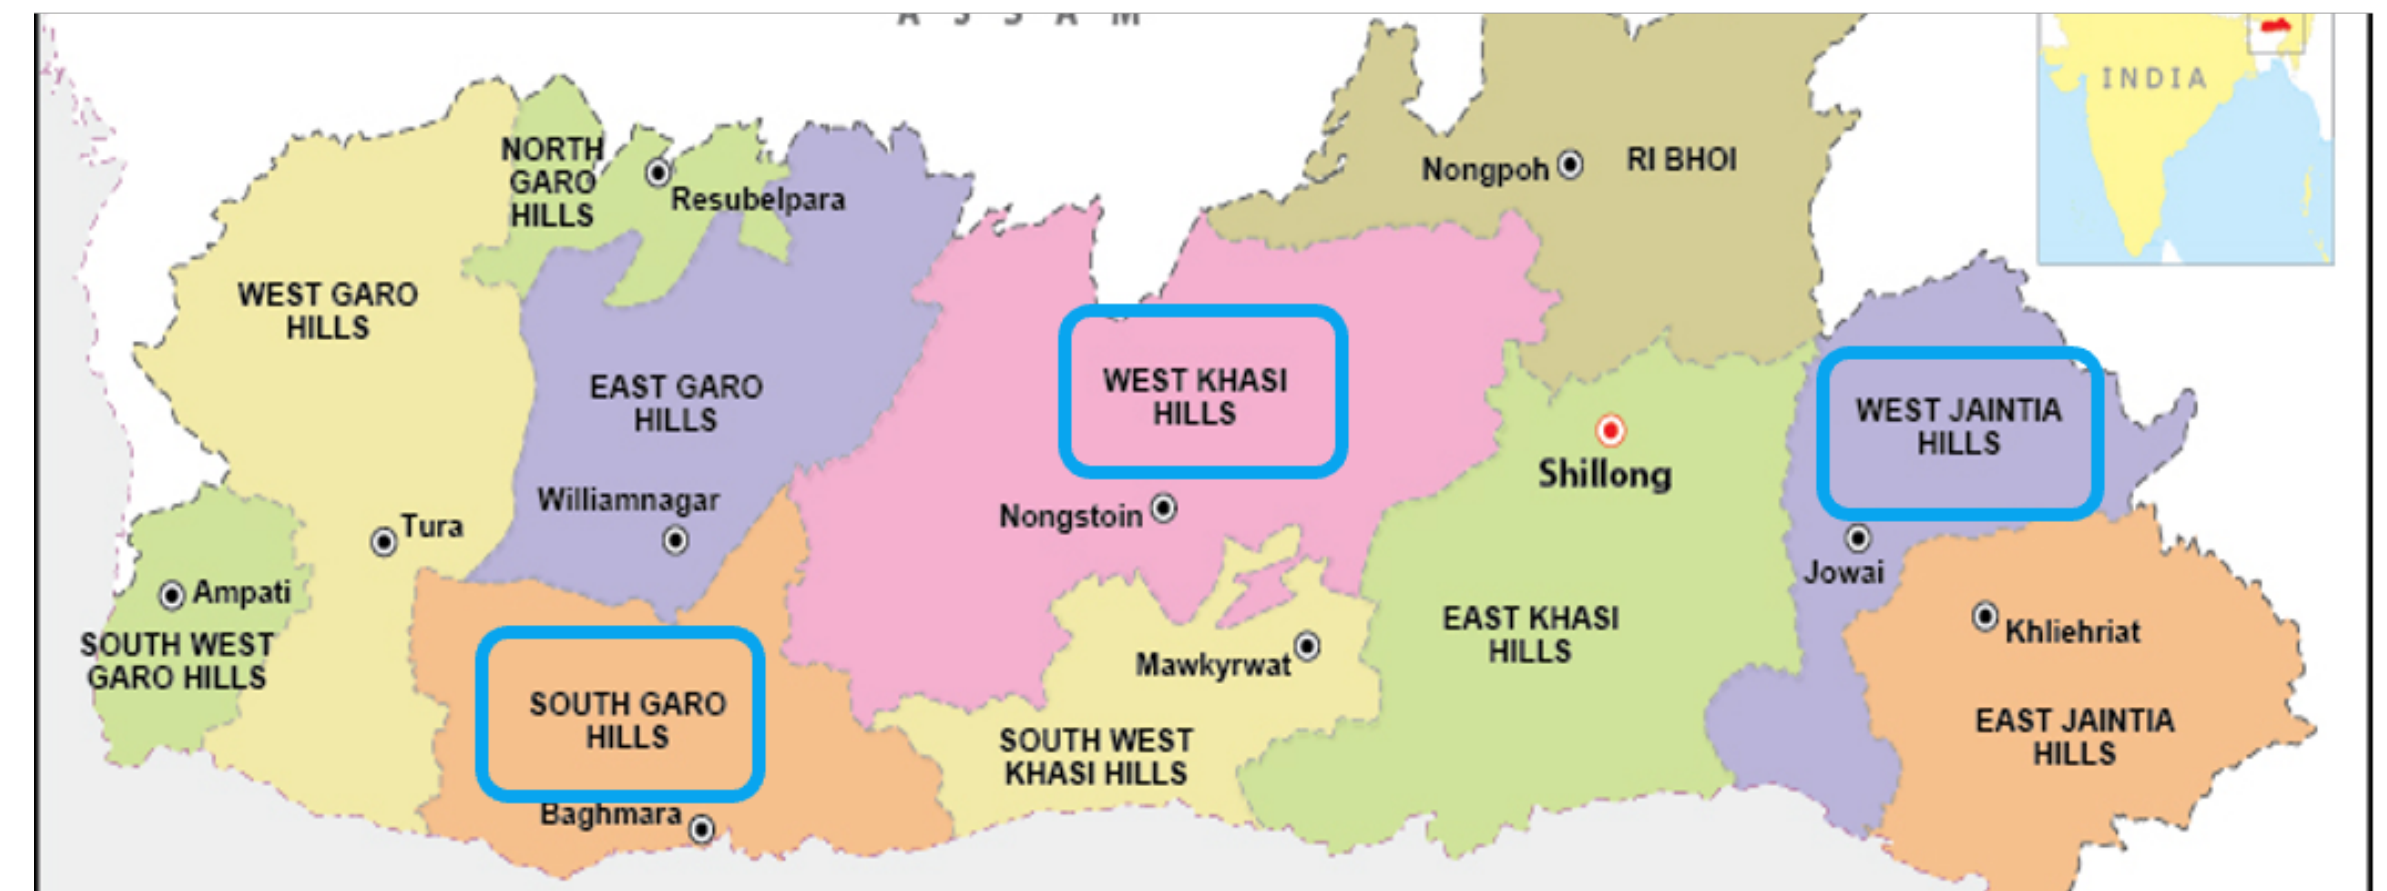 ASSAM
INDIA
NORTH
GARO
HILLS
Resubelpara
Nongpoh
RI BHOI
WEST GARO
HILLS
EAST GARO
HILLS
WEST KHASI
HILLS
WEST JAINTIA
HILLS
Shillong
Williamnagar
Nongstoin
Tura
Jowai
Ampati
SOUTH WEST
GARO HILLS
EAST KHASI
HILLS
Khliehriat
Mawkyrwat
SOUTH GARO
HILLS
SOUTH WEST
KHASI HILLS
EAST JAINTIA
HILLS
Baghmara